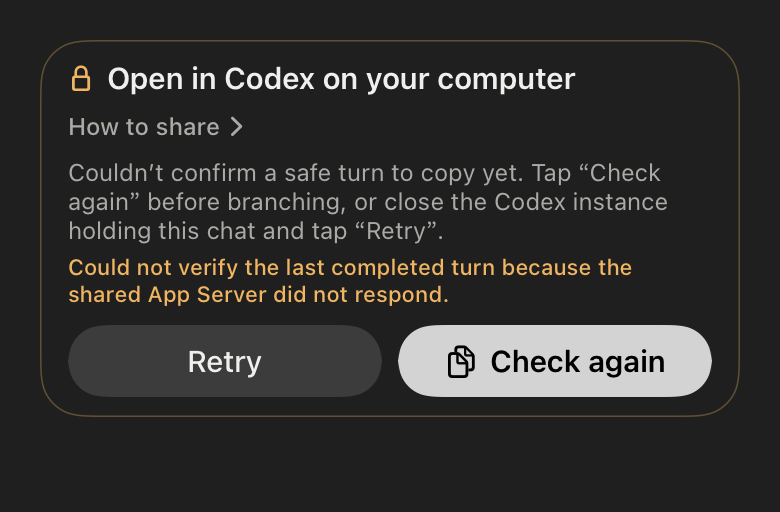 Open in Codex on your computer
How to share
Couldn’t confirm a safe turn to copy yet. Tap “Check
again” before branching, or close the Codex instance
holding this chat and tap “Retry”.
Could not verify the last completed turn because the
shared App Server did not respond.
Retry
Check again